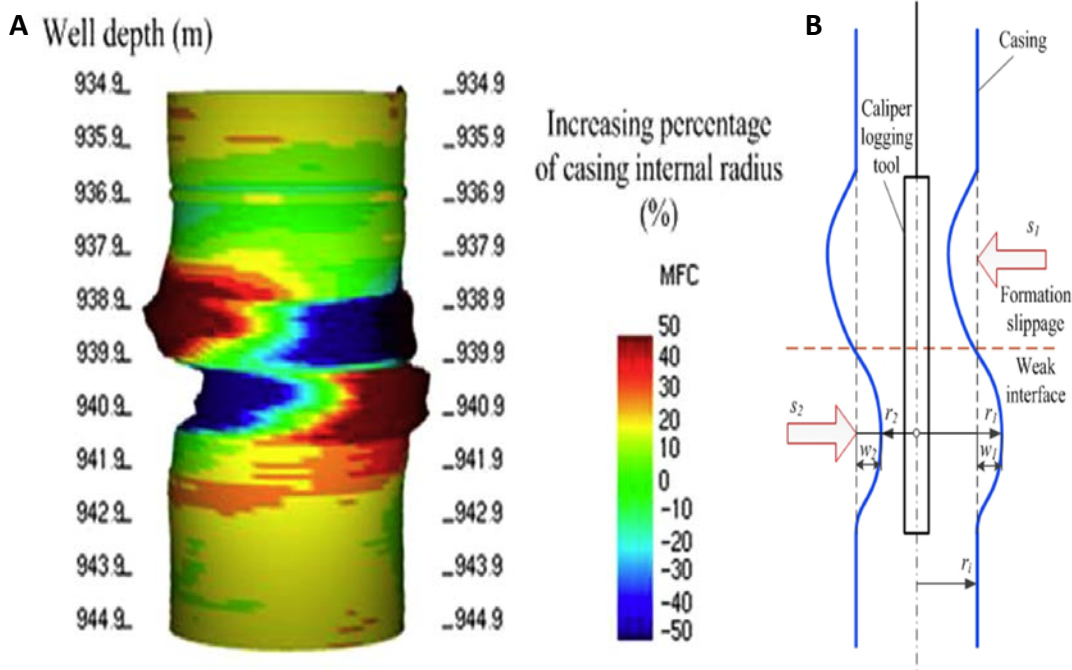 A
Well depth (m)
934.9
935.9
936.9
937.9
938.9
939.9
940.9
941.9
942.9
943.9
944.9
934.9
935.9
936.9
937.9
938.9
939.9
940.9
941.9
942.9
943.9
944.9
Increasing percentage
of casing internal radius
(%)
MFC
50
40
30
20
10
0
-10
-20
-30
-40
-50
B
Casing
Caliper
logging
tool
s₁
Formation
slippage
Weak
interface
s₂
r₂
r₁
w₂
w₁
rᵢ